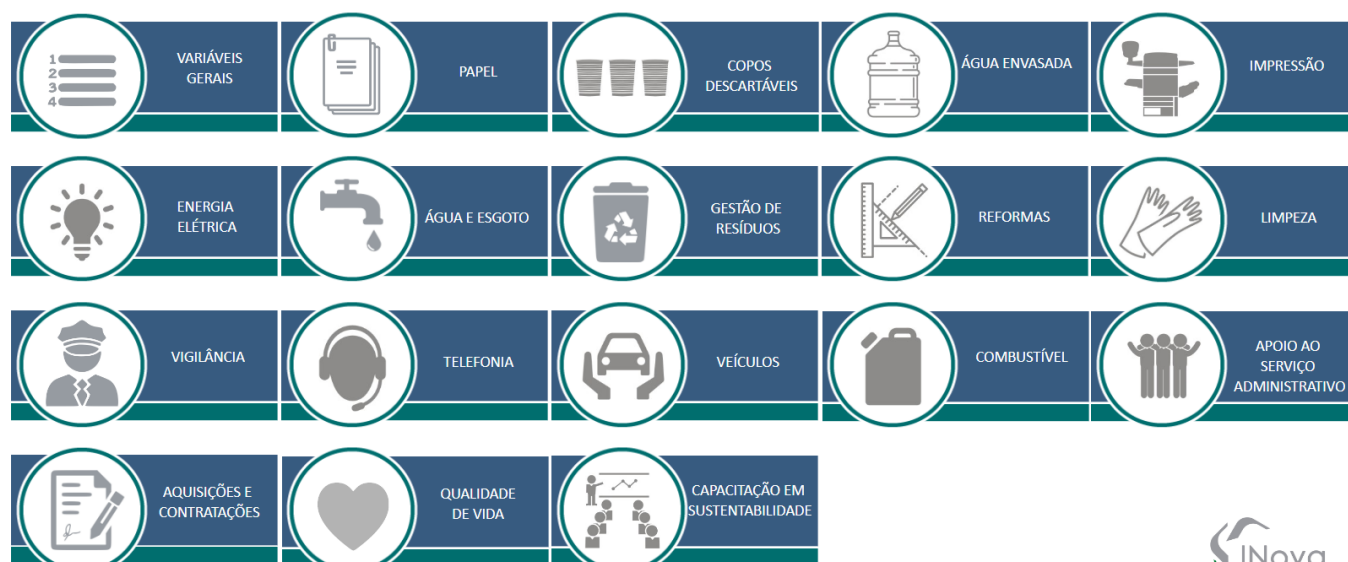 VARIÁVEIS
GERAIS
PAPEL
COPOS
DESCARTÁVEIS
ÁGUA ENVASADA
IMPRESSÃO
1
2
3
4
ENERGIA
ELÉTRICA
ÁGUA E ESGOTO
GESTÃO DE
RESÍDUOS
REFORMAS
LIMPEZA
VIGILÂNCIA
TELEFONIA
VEÍCULOS
COMBUSTÍVEL
APOIO AO
SERVIÇO
ADMINISTRATIVO
AQUISIÇÕES E
CONTRATAÇÕES
QUALIDADE
DE VIDA
CAPACITAÇÃO EM
SUSTENTABILIDADE
INova